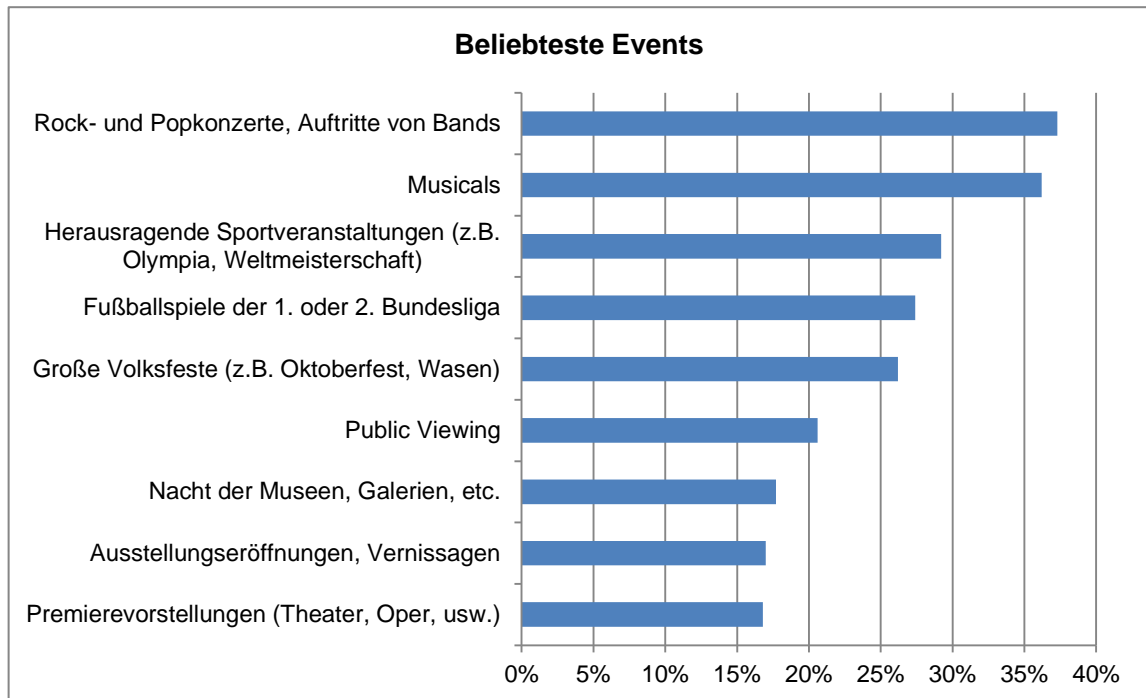 Beliebteste Events
Rock- und Popkonzerte, Auftritte von Bands
Musicals
Herausragende Sportveranstaltungen (z.B.
Olympia, Weltmeisterschaft)
Fußballspiele der 1. oder 2. Bundesliga
Große Volksfeste (z.B. Oktoberfest, Wasen)
Public Viewing
Nacht der Museen, Galerien, etc.
Ausstellungseröffnungen, Vernissagen
Premierevorstellungen (Theater, Oper, usw.)
0% 5% 10% 15% 20% 25% 30% 35% 40%